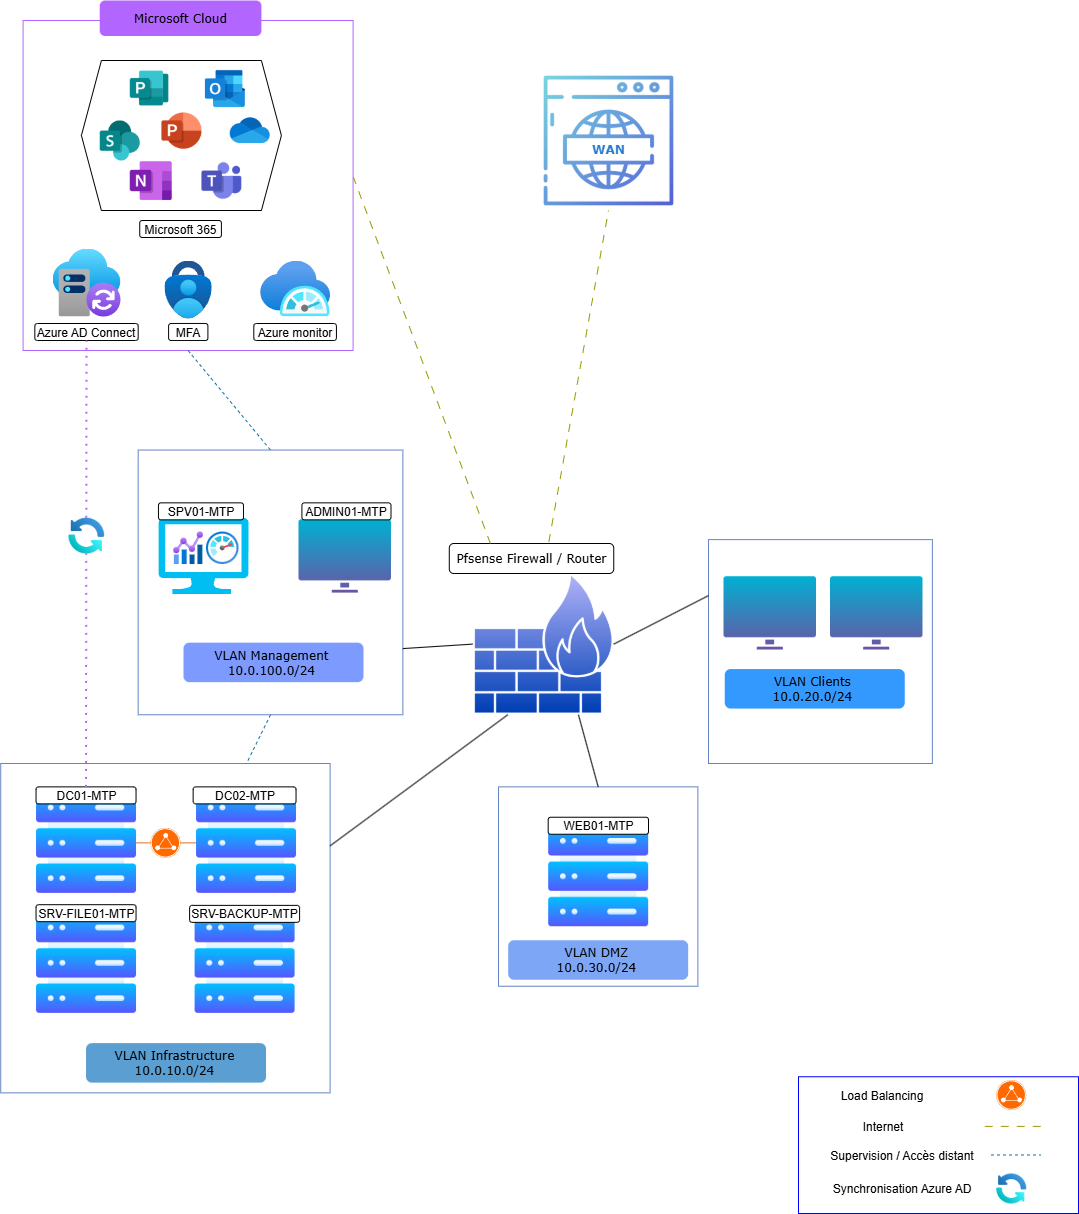 Microsoft Cloud
P
O
S
P
N
T
Microsoft 365
Azure AD Connect
MFA
Azure monitor
WAN
SPV01-MTP
ADMIN01-MTP
VLAN Management
10.0.100.0/24
Pfsense Firewall / Router
VLAN Clients
10.0.20.0/24
DC01-MTP
DC02-MTP
SRV-FILE01-MTP
SRV-BACKUP-MTP
VLAN Infrastructure
10.0.10.0/24
WEB01-MTP
VLAN DMZ
10.0.30.0/24
Load Balancing
Internet
Supervision / Accès distant
Synchronisation Azure AD